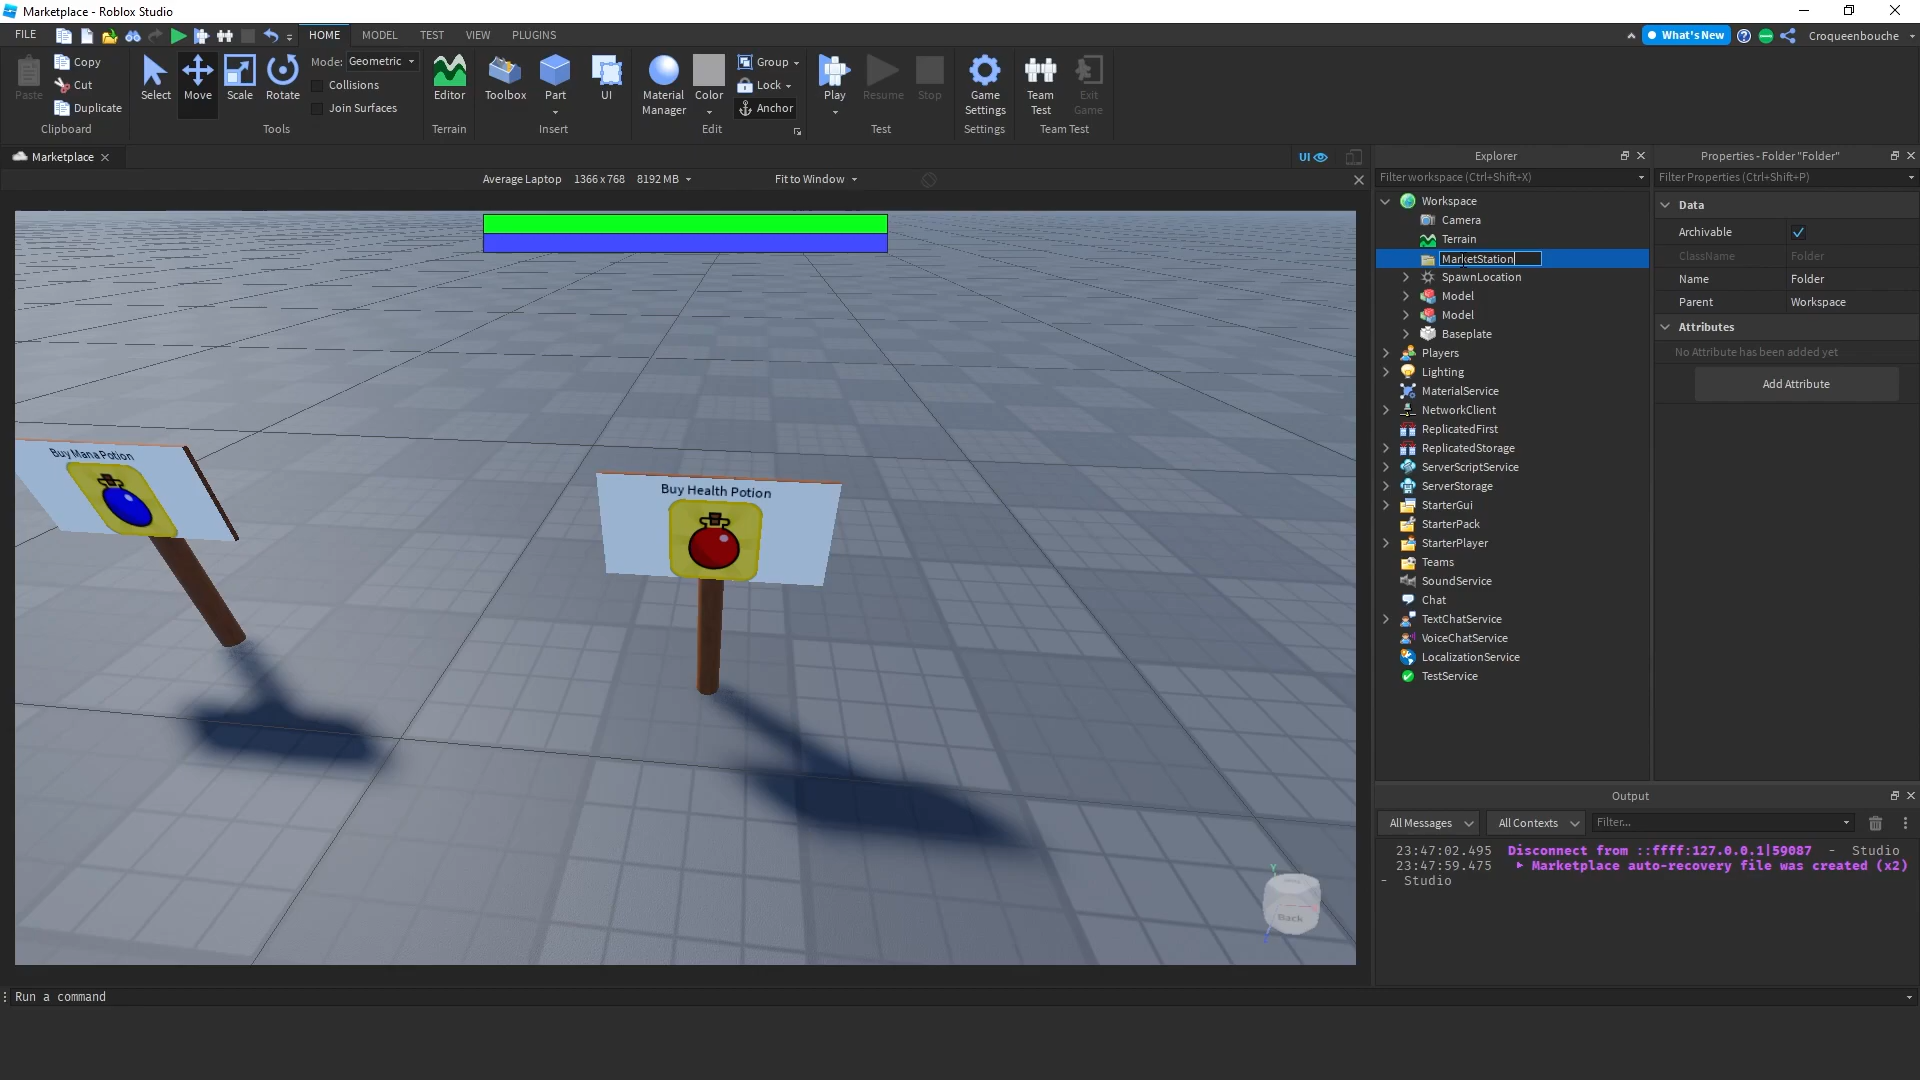 Marketplace - Roblox Studio
FILE HOME MODEL TEST VIEW PLUGINS What's New Croqueenbouche
Paste Copy Cut Duplicate Clipboard
Select Move Scale Rotate Mode: Geometric Collisions Join Surfaces Tools
Editor Terrain
Toolbox Part UI Insert
Material Manager Color Group Lock Anchor Edit
Play Resume Stop Test
Game Settings Settings
Team Test Exit Game Team Test
Marketplace
UI
Average Laptop 1366 x 768 8192 MB Fit to Window
Buy Mana Potion
Buy Health Potion
Back
Explorer
Filter workspace (Ctrl+Shift+X)
Workspace
Camera
Terrain
MarketStation
SpawnLocation
Model
Model
Baseplate
Players
Lighting
MaterialService
NetworkClient
ReplicatedFirst
ReplicatedStorage
ServerScriptService
ServerStorage
StarterGui
StarterPack
StarterPlayer
Teams
SoundService
Chat
TextChatService
VoiceChatService
LocalizationService
TestService
Properties - Folder "Folder"
Filter Properties (Ctrl+Shift+P)
Data
Archivable
ClassName Folder
Name Folder
Parent Workspace
Attributes
No Attribute has been added yet
Add Attribute
Output
All Messages All Contexts Filter...
23:47:02.495 Disconnect from ::ffff:127.0.0.1|59087 - Studio
23:47:59.475 Marketplace auto-recovery file was created (x2)
- Studio
Run a command